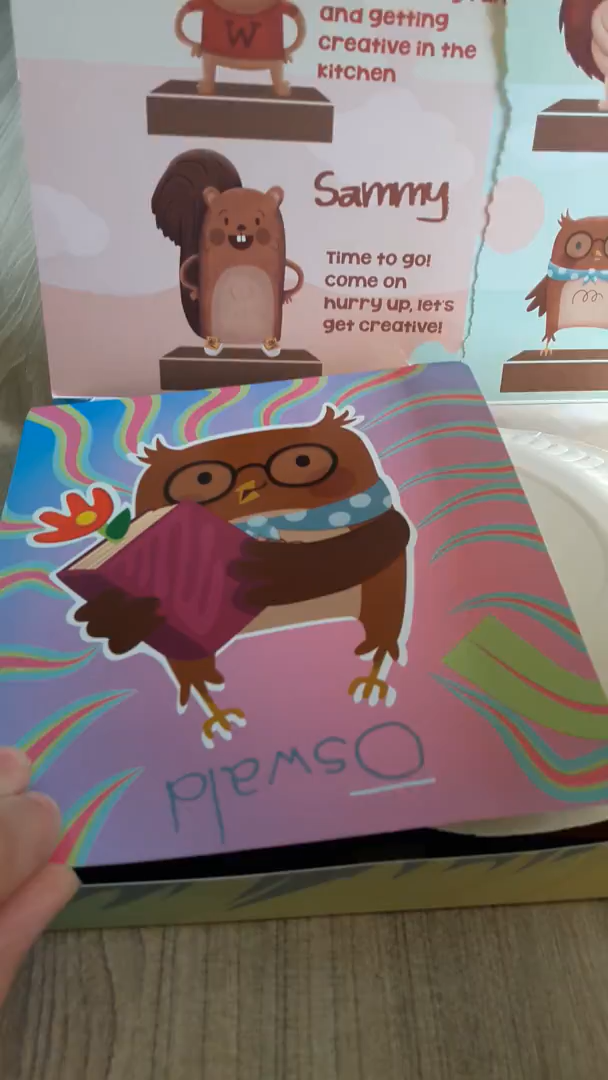 W
and getting
creative in the
kitchen
Sammy
Time to go!
come on
hurry up, let's
get creative!
Oswald